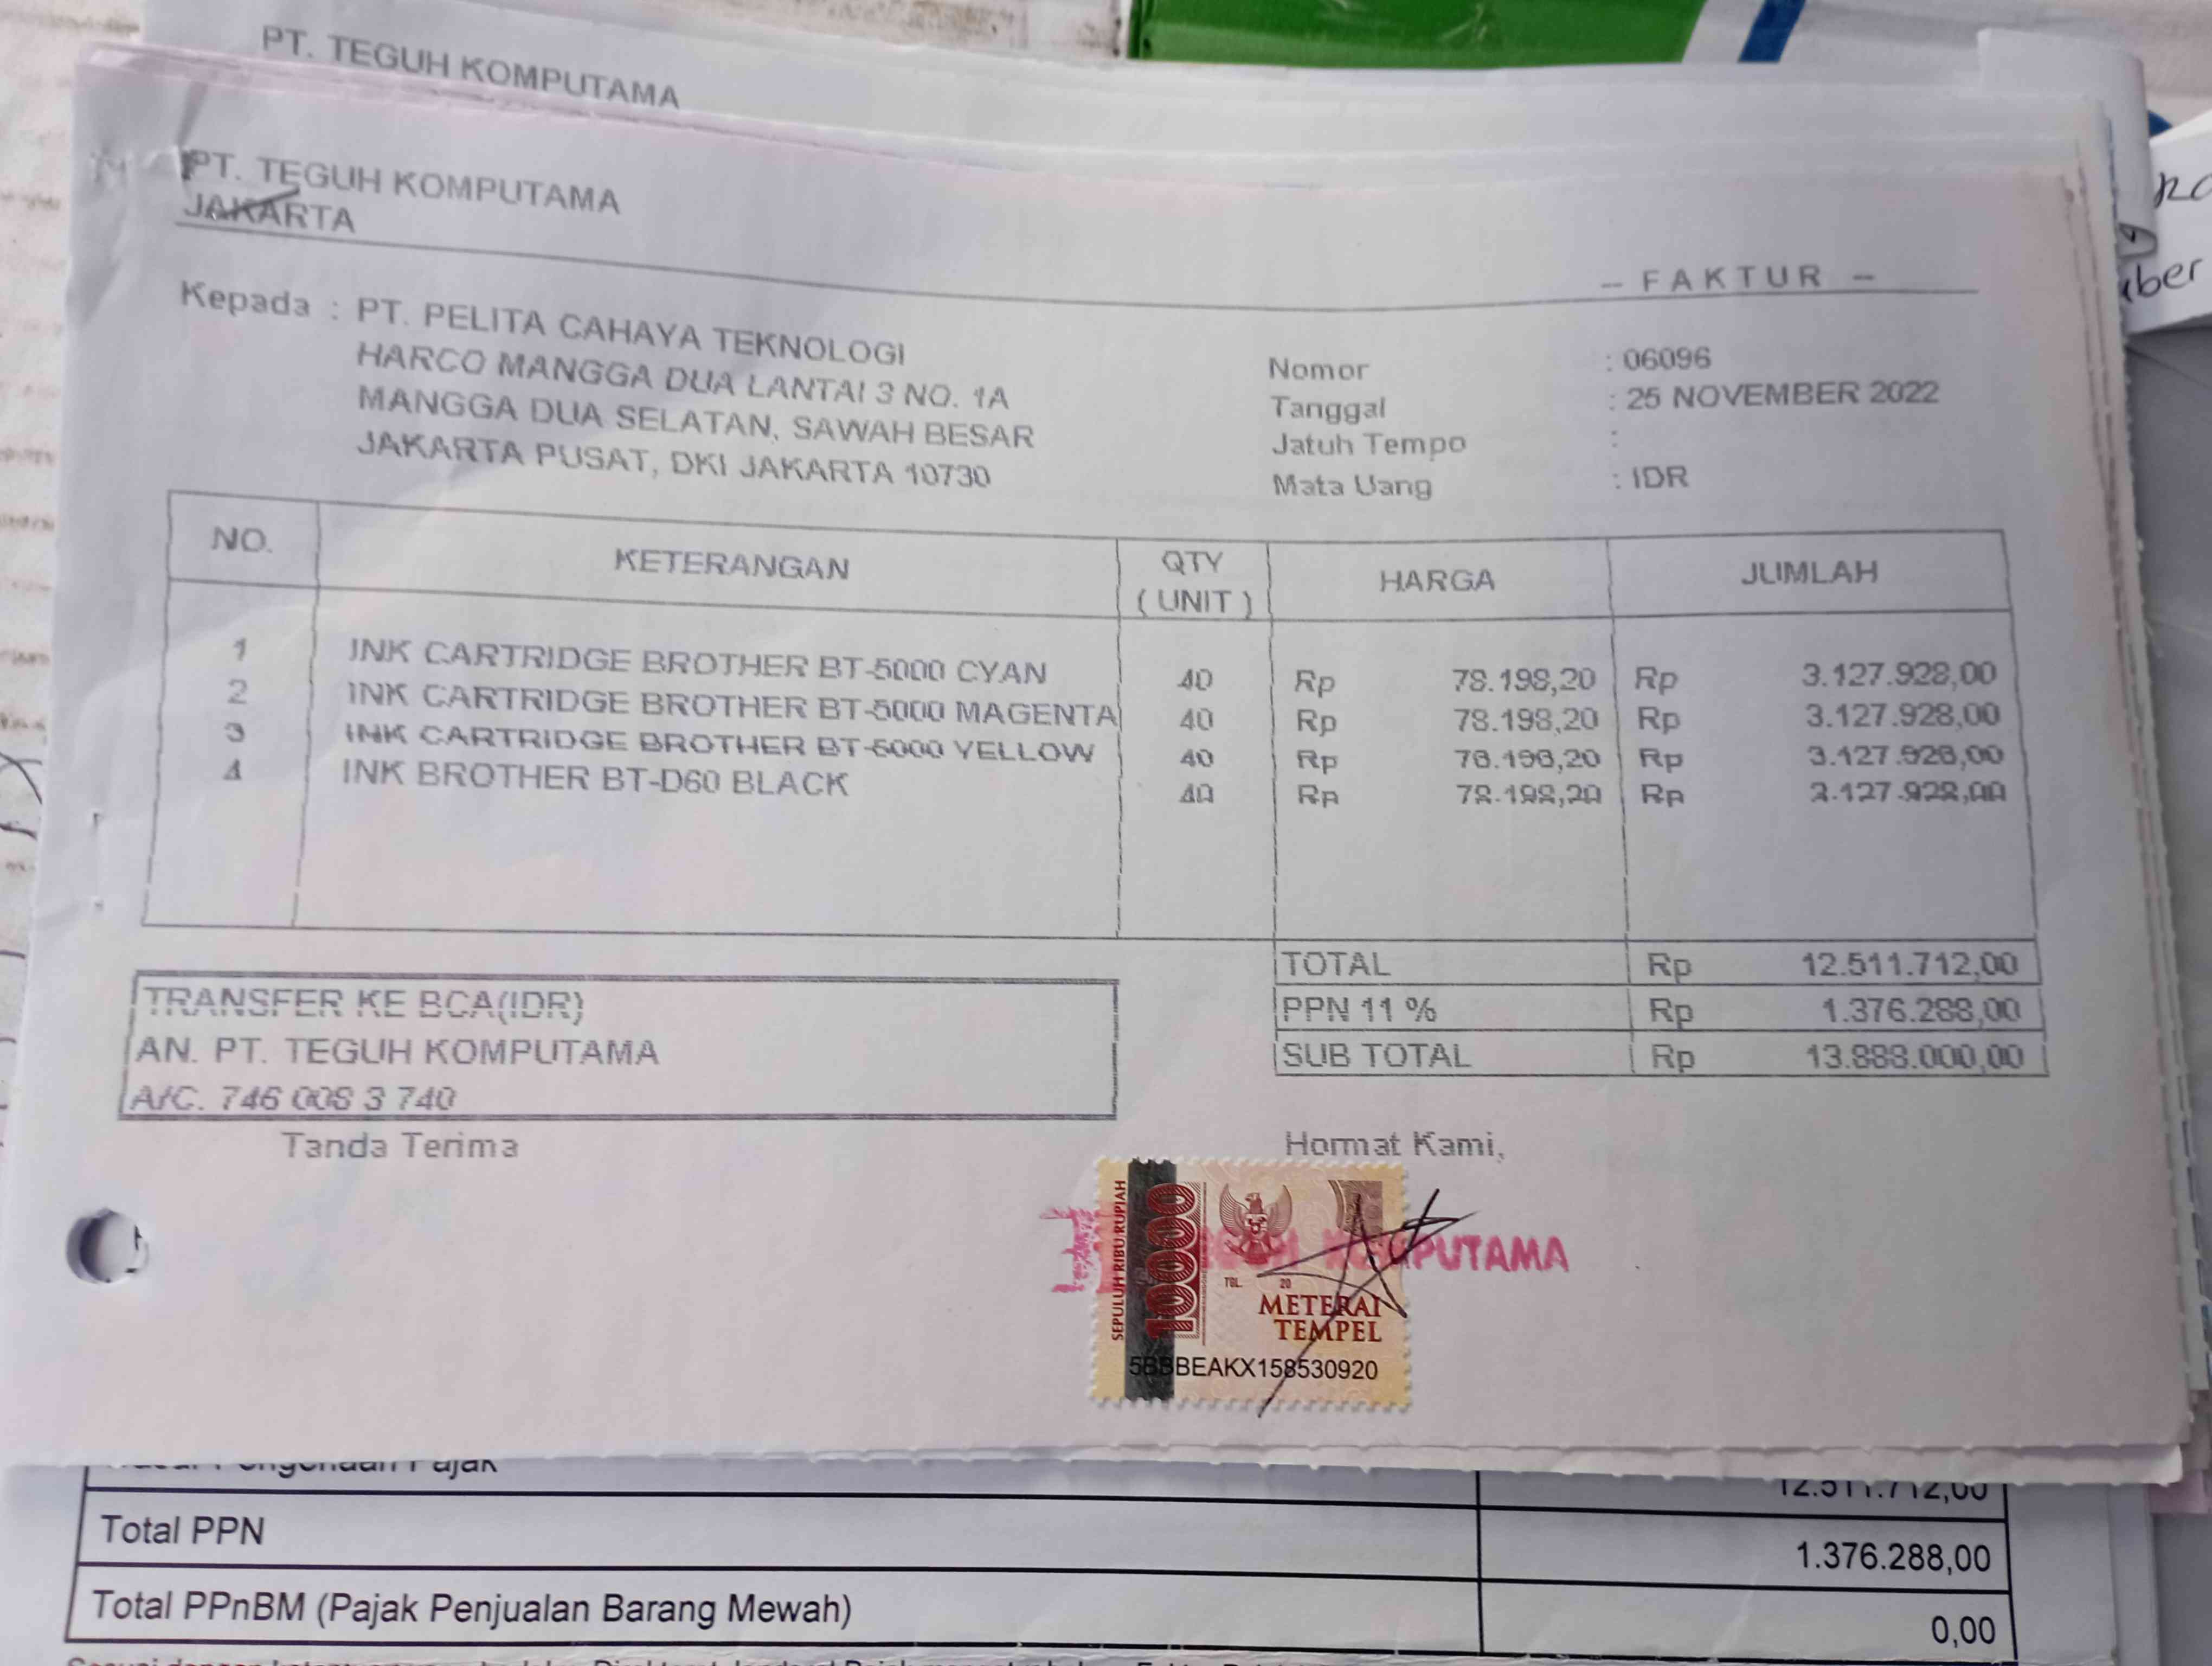 PT. TEGUH KOMPUTAMA
PT. TEGUH KOMPUTAMA
JAKARTA
-- FAKTUR --
Kepada : PT. PELITA CAHAYA TEKNOLOGI
HARCO MANGGA DUA LANTAI 3 NO. 1A
MANGGA DUA SELATAN, SAWAH BESAR
JAKARTA PUSAT, DKI JAKARTA 10730
Nomor : 06096
Tanggal : 25 NOVEMBER 2022
Jatuh Tempo :
Mata Uang : IDR
NO. KETERANGAN QTY ( UNIT ) HARGA JUMLAH
1 INK CARTRIDGE BROTHER BT-5000 CYAN 40 Rp 78.198,20 Rp 3.127.928,00
2 INK CARTRIDGE BROTHER BT-5000 MAGENTA 40 Rp 78.198,20 Rp 3.127.928,00
3 INK CARTRIDGE BROTHER BT-5000 YELLOW 40 Rp 78.198,20 Rp 3.127.928,00
4 INK BROTHER BT-D60 BLACK 40 Rp 78.198,20 Rp 3.127.928,00
TOTAL Rp 12.511.712,00
PPN 11 % Rp 1.376.288,00
SUB TOTAL Rp 13.888.000,00
TRANSFER KE BCA(IDR)
AN. PT. TEGUH KOMPUTAMA
A/C. 746 008 3 740
Tanda Terima
Hormat Kami,
SEPULUH RIBU RUPIAH
10000
TGL. 20
METERAI
TEMPEL
5BBBEAKX158530920
KOMPUTAMA
Pengenaan Pajak 12.511.712,00
Total PPN 1.376.288,00
Total PPnBM (Pajak Penjualan Barang Mewah) 0,00